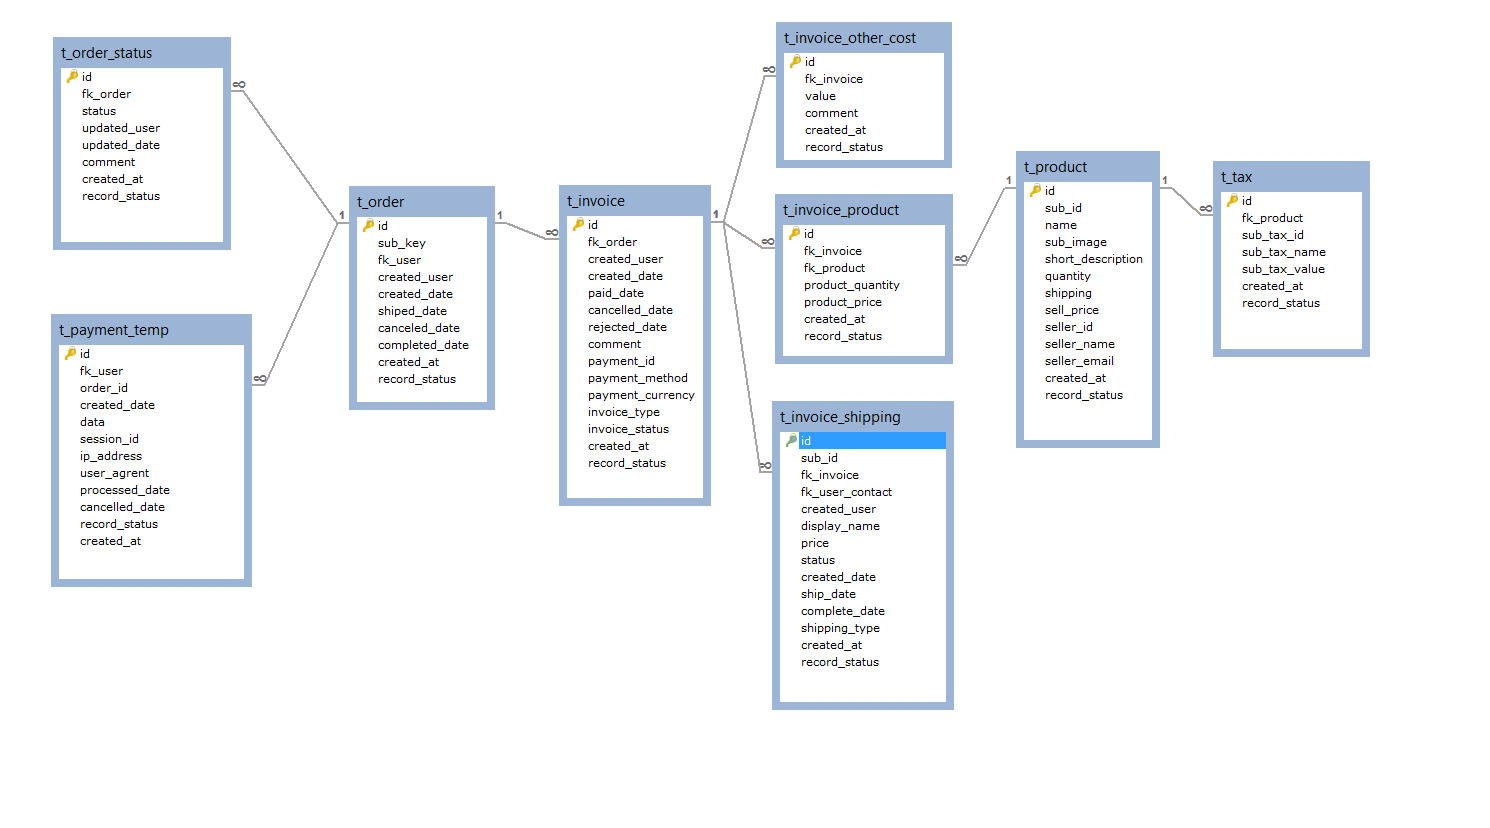 t_order_status
id
fk_order
status
updated_user
updated_date
comment
created_at
record_status
t_payment_temp
id
fk_user
order_id
created_date
data
session_id
ip_address
user_agrent
processed_date
cancelled_date
record_status
created_at
t_order
id
sub_key
fk_user
created_user
created_date
shiped_date
canceled_date
completed_date
created_at
record_status
t_invoice
id
fk_order
created_user
created_date
paid_date
cancelled_date
rejected_date
comment
payment_id
payment_method
payment_currency
invoice_type
invoice_status
created_at
record_status
t_invoice_other_cost
id
fk_invoice
value
comment
created_at
record_status
t_invoice_product
id
fk_invoice
fk_product
product_quantity
product_price
created_at
record_status
t_invoice_shipping
id
sub_id
fk_invoice
fk_user_contact
created_user
display_name
price
status
created_date
ship_date
complete_date
shipping_type
created_at
record_status
t_product
id
sub_id
name
sub_image
short_description
quantity
shipping
sell_price
seller_id
seller_name
seller_email
created_at
record_status
t_tax
id
fk_product
sub_tax_id
sub_tax_name
sub_tax_value
created_at
record_status
∞
∞
1
1
∞
1
∞
∞
∞
∞
1
1
∞